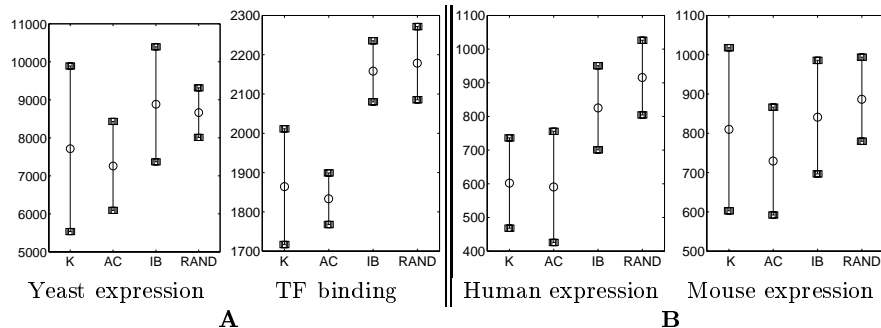 11000
10000
9000
8000
7000
6000
5000
K AC IB RAND
Yeast expression
2300
2200
2100
2000
1900
1800
1700
K AC IB RAND
TF binding
A
1100
1000
900
800
700
600
500
400
K AC IB RAND
Human expression
1100
1000
900
800
700
600
500
K AC IB RAND
Mouse expression
B